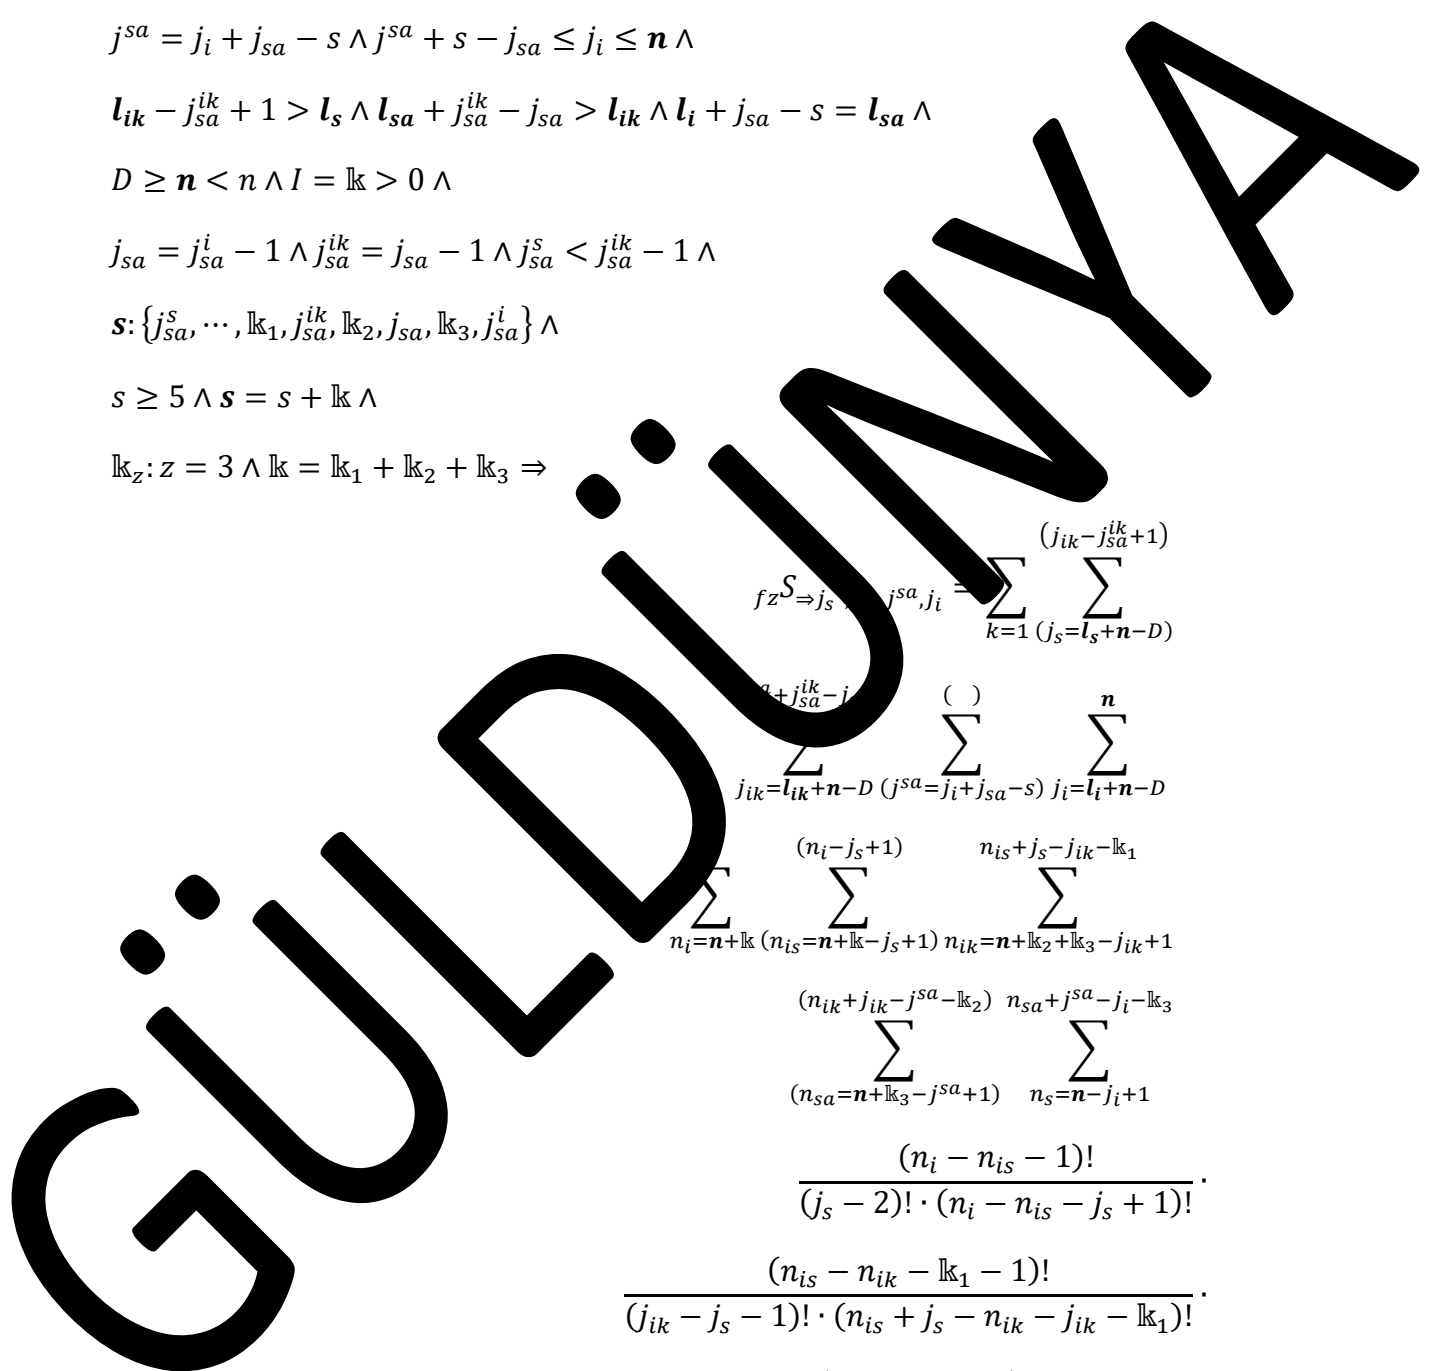 j^{sa} = j_i + j_{sa} − s ∧ j^{sa} + s − j_{sa} ≤ j_i ≤ 𝒏 ∧
𝒍_{𝒊𝒌} − j_{sa}^{ik} + 1 > 𝒍_𝒔 ∧ 𝒍_{𝒔𝒂} + j_{sa}^{ik} − j_{sa} > 𝒍_{𝒊𝒌} ∧ 𝒍_𝒊 + j_{sa} − s = 𝒍_{𝒔𝒂} ∧
D ≥ 𝒏 < n ∧ I = 𝕜 > 0 ∧
j_{sa} = j_{sa}^{i} − 1 ∧ j_{sa}^{ik} = j_{sa} − 1 ∧ j_{sa}^{s} < j_{sa}^{ik} − 1 ∧
𝒔: {j_{sa}^{s}, ⋯, 𝕜_1, j_{sa}^{ik}, 𝕜_2, j_{sa}, 𝕜_3, j_{sa}^{i}} ∧
s ≥ 5 ∧ 𝒔 = s + 𝕜 ∧
𝕜_z: z = 3 ∧ 𝕜 = 𝕜_1 + 𝕜_2 + 𝕜_3 ⇒
GÜLDÜNYA
(j_{ik}−j_{sa}^{ik}+1)
_{fz}S_{⇒j_s, j^{sa},j_i} = ∑ ∑
k=1 (j_s=𝒍_𝒔+𝒏−D)
+j_{sa}^{ik}−j ( ) 𝒏
∑ ∑ ∑
j_{ik}=𝒍_{𝒊𝒌}+𝒏−D (j^{sa}=j_i+j_{sa}−s) j_i=𝒍_𝒊+𝒏−D
(n_i−j_s+1) n_{is}+j_s−j_{ik}−𝕜_1
∑ ∑ ∑
n_i=𝒏+𝕜 (n_{is}=𝒏+𝕜−j_s+1) n_{ik}=𝒏+𝕜_2+𝕜_3−j_{ik}+1
(n_{ik}+j_{ik}−j^{sa}−𝕜_2) n_{sa}+j^{sa}−j_i−𝕜_3
∑ ∑
(n_{sa}=𝒏+𝕜_3−j^{sa}+1) n_s=𝒏−j_i+1
(n_i − n_{is} − 1)!
(j_s − 2)! · (n_i − n_{is} − j_s + 1)! ·
(n_{is} − n_{ik} − 𝕜_1 − 1)!
(j_{ik} − j_s − 1)! · (n_{is} + j_s − n_{ik} − j_{ik} − 𝕜_1)! ·